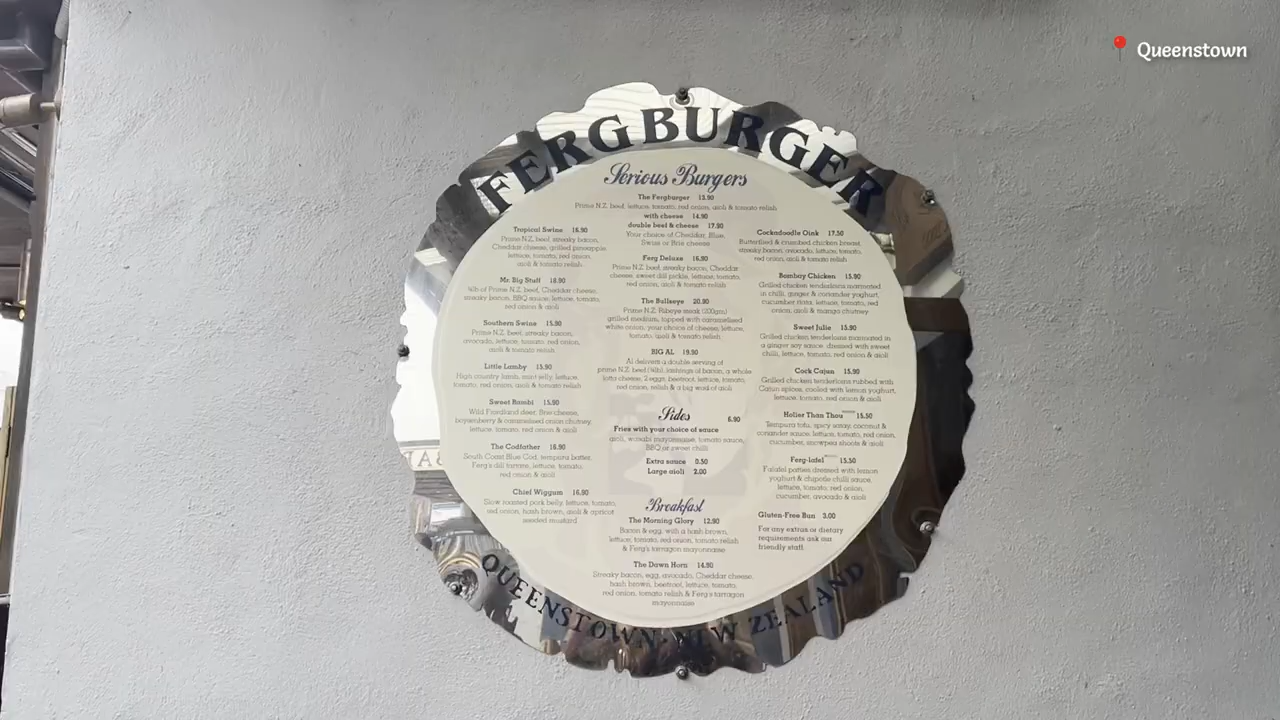 Queenstown
FERGBURGER
Serious Burgers
The Fergburger 13.90
Prime N.Z. beef, lettuce, tomato, red onion, aioli & tomato relish
with cheese 14.90
double beef & cheese 17.90
Your choice of Cheddar, Blue,
Swiss or Brie cheese
Ferg Deluxe 16.90
Prime N.Z. beef, streaky bacon, Cheddar
cheese, sweet dill pickle, lettuce, tomato,
red onion, aioli & tomato relish
The Bullseye 20.90
Prime N.Z. Ribeye steak (200gm)
grilled medium, topped with caramelised
white onion, your choice of cheese, lettuce,
tomato, aioli & tomato relish
BIG AL 19.90
Al delivers a double serving of
prime N.Z. beef (½lb), lashings of bacon, a whole
lotta cheese, 2 eggs, beetroot, lettuce, tomato,
red onion, relish & a big wad of aioli
Tropical Swine 16.90
Prime N.Z. beef, streaky bacon,
Cheddar cheese, grilled pineapple
lettuce, tomato, red onion,
aioli & tomato relish
Mr. Big Stuff 18.90
½lb of Prime N.Z. beef, Cheddar cheese,
streaky bacon, BBQ sauce, lettuce, tomato,
red onion & aioli
Southern Swine 15.90
Prime N.Z. beef, streaky bacon,
avocado, lettuce, tomato, red onion,
aioli & tomato relish
Little Lamby 15.90
High country lamb, mint jelly, lettuce,
tomato, red onion, aioli & tomato relish
Sweet Bambi 15.90
Wild Fiordland deer, Brie cheese,
boysenberry & caramelised onion chutney,
lettuce, tomato, red onion & aioli
The Codfather 16.90
South Coast Blue Cod, tempura batter,
Ferg's dill tartare, lettuce, tomato,
red onion & aioli
Chief Wiggum 16.90
Slow roasted pork belly, lettuce, tomato,
red onion, hash brown, aioli & apricot
seeded mustard
Cockadoodle Oink 17.50
Butterflied & crumbed chicken breast,
streaky bacon, avocado, lettuce, tomato,
red onion, aioli & tomato relish
Bombay Chicken 15.90
Grilled chicken tenderloins marinated
in chilli, ginger & coriander yoghurt,
cucumber raita, lettuce, tomato, red
onion, aioli & mango chutney
Sweet Julie 15.90
Grilled chicken tenderloins marinated in
a ginger soy sauce, dressed with sweet
chilli, lettuce, tomato, red onion & aioli
Cock Cajun 15.90
Grilled chicken tenderloins rubbed with
Cajun spices, cooled with lemon yoghurt,
lettuce, tomato, red onion & aioli
Holier Than Thou 15.50
Tempura tofu, spicy satay, coconut &
coriander sauce, lettuce, tomato, red onion,
cucumber, snowpea shoots & aioli
Ferg-lafel 15.50
Falafel patties dressed with lemon
yoghurt & chipotle chilli sauce,
lettuce, tomato, red onion,
cucumber, avocado & aioli
Gluten-Free Bun 3.00
For any extras or dietary
requirements ask our
friendly staff
Sides
Fries with your choice of sauce 6.90
aioli, wasabi mayonnaise, tomato sauce,
BBQ or sweet chilli
Extra sauce 0.50
Large aioli 2.00
Breakfast
The Morning Glory 12.90
Bacon & egg, with a hash brown,
lettuce, tomato, red onion, tomato relish
& Ferg's tarragon mayonnaise
The Dawn Horn 14.90
Streaky bacon, egg, avocado, Cheddar cheese,
hash brown, beetroot, lettuce, tomato,
red onion, tomato relish & Ferg's tarragon
mayonnaise
QUEENSTOWN · NEW ZEALAND